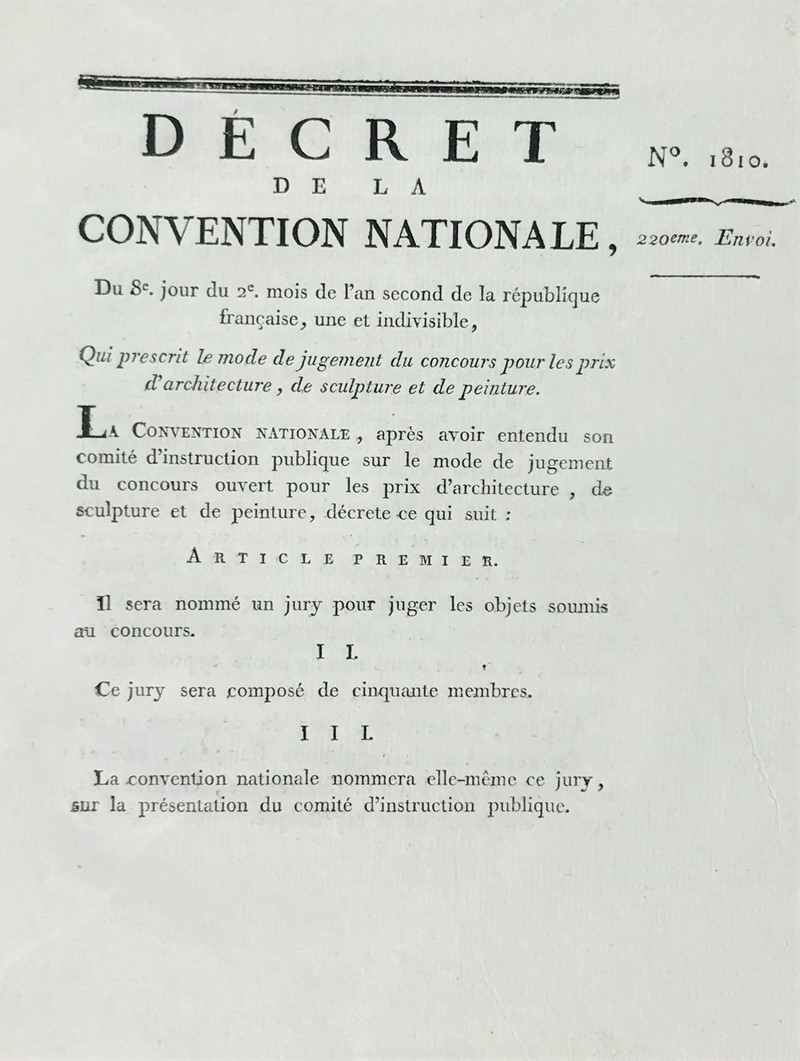 DÉCRET
DE LA
CONVENTION NATIONALE,
N°. 1810.
220eme. Envoi.
Du 8e. jour du 2e. mois de l'an second de la république
française, une et indivisible,
Qui prescrit le mode de jugement du concours pour les prix
d'architecture, de sculpture et de peinture.
LA CONVENTION NATIONALE, après avoir entendu son
comité d'instruction publique sur le mode de jugement
du concours ouvert pour les prix d'architecture, de
sculpture et de peinture, décrete ce qui suit :
ARTICLE PREMIER.
Il sera nommé un jury pour juger les objets soumis
au concours.
II.
Ce jury sera composé de cinquante membres.
III.
La convention nationale nommera elle-même ce jury,
sur la présentation du comité d'instruction publique.